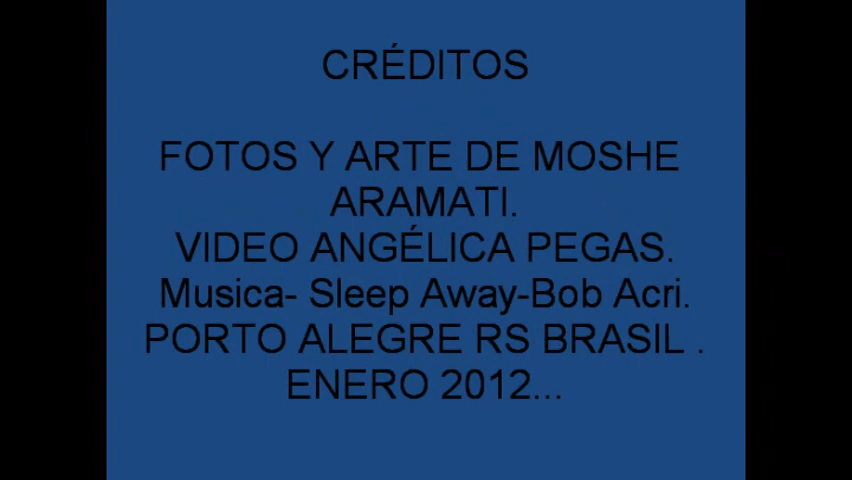 CRÉDITOS
FOTOS Y ARTE DE MOSHE
ARAMATI.
VIDEO ANGÉLICA PEGAS.
Musica- Sleep Away-Bob Acri.
PORTO ALEGRE RS BRASIL .
ENERO 2012...